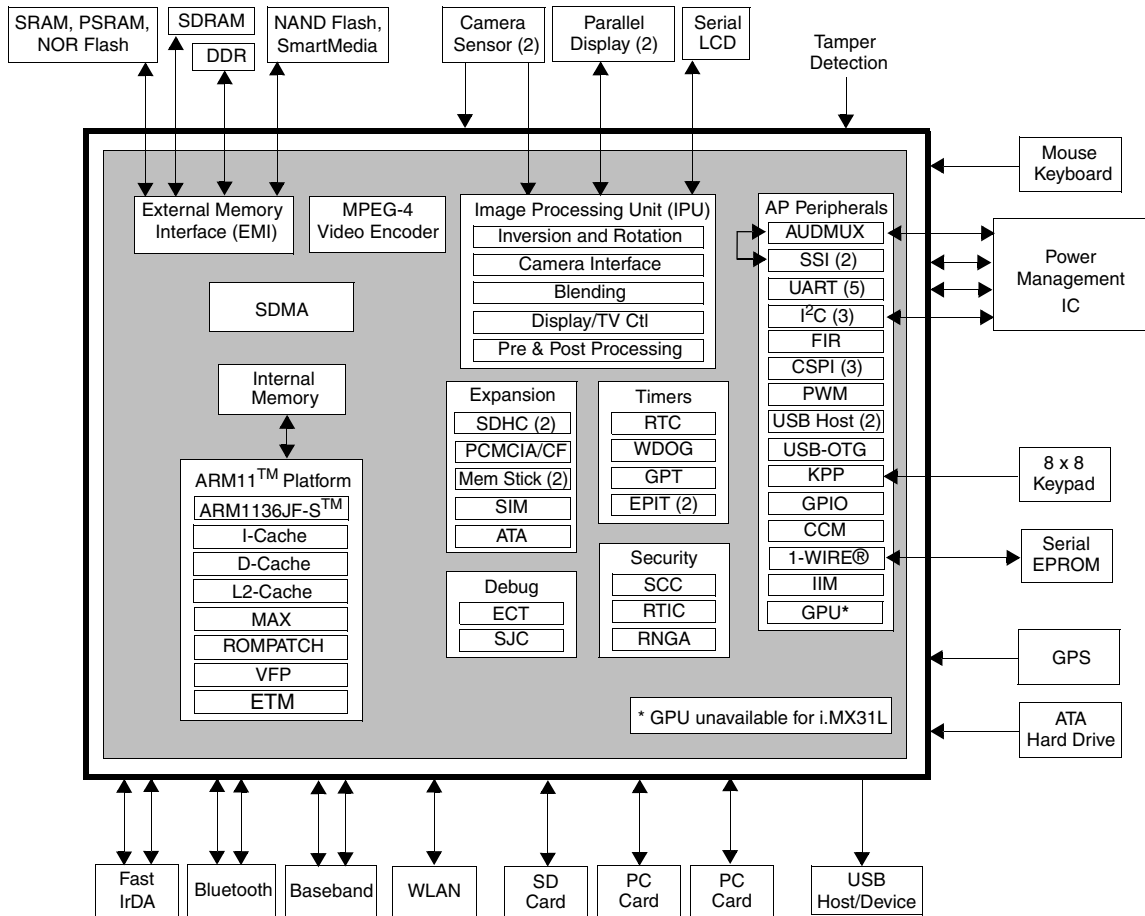 SRAM, PSRAM,
NOR Flash
SDRAM
DDR
NAND Flash,
SmartMedia
Camera
Sensor (2)
Parallel
Display (2)
Serial
LCD
Tamper
Detection
External Memory
Interface (EMI)
MPEG-4
Video Encoder
SDMA
Internal
Memory
ARM11™ Platform
ARM1136JF-S™
I-Cache
D-Cache
L2-Cache
MAX
ROMPATCH
VFP
ETM
Image Processing Unit (IPU)
Inversion and Rotation
Camera Interface
Blending
Display/TV Ctl
Pre & Post Processing
Expansion
SDHC (2)
PCMCIA/CF
Mem Stick (2)
SIM
ATA
Timers
RTC
WDOG
GPT
EPIT (2)
Debug
ECT
SJC
Security
SCC
RTIC
RNGA
AP Peripherals
AUDMUX
SSI (2)
UART (5)
I²C (3)
FIR
CSPI (3)
PWM
USB Host (2)
USB-OTG
KPP
GPIO
CCM
1-WIRE®
IIM
GPU*
* GPU unavailable for i.MX31L
Mouse
Keyboard
Power
Management
IC
8 x 8
Keypad
Serial
EPROM
GPS
ATA
Hard Drive
Fast
IrDA
Bluetooth
Baseband
WLAN
SD
Card
PC
Card
PC
Card
USB
Host/Device